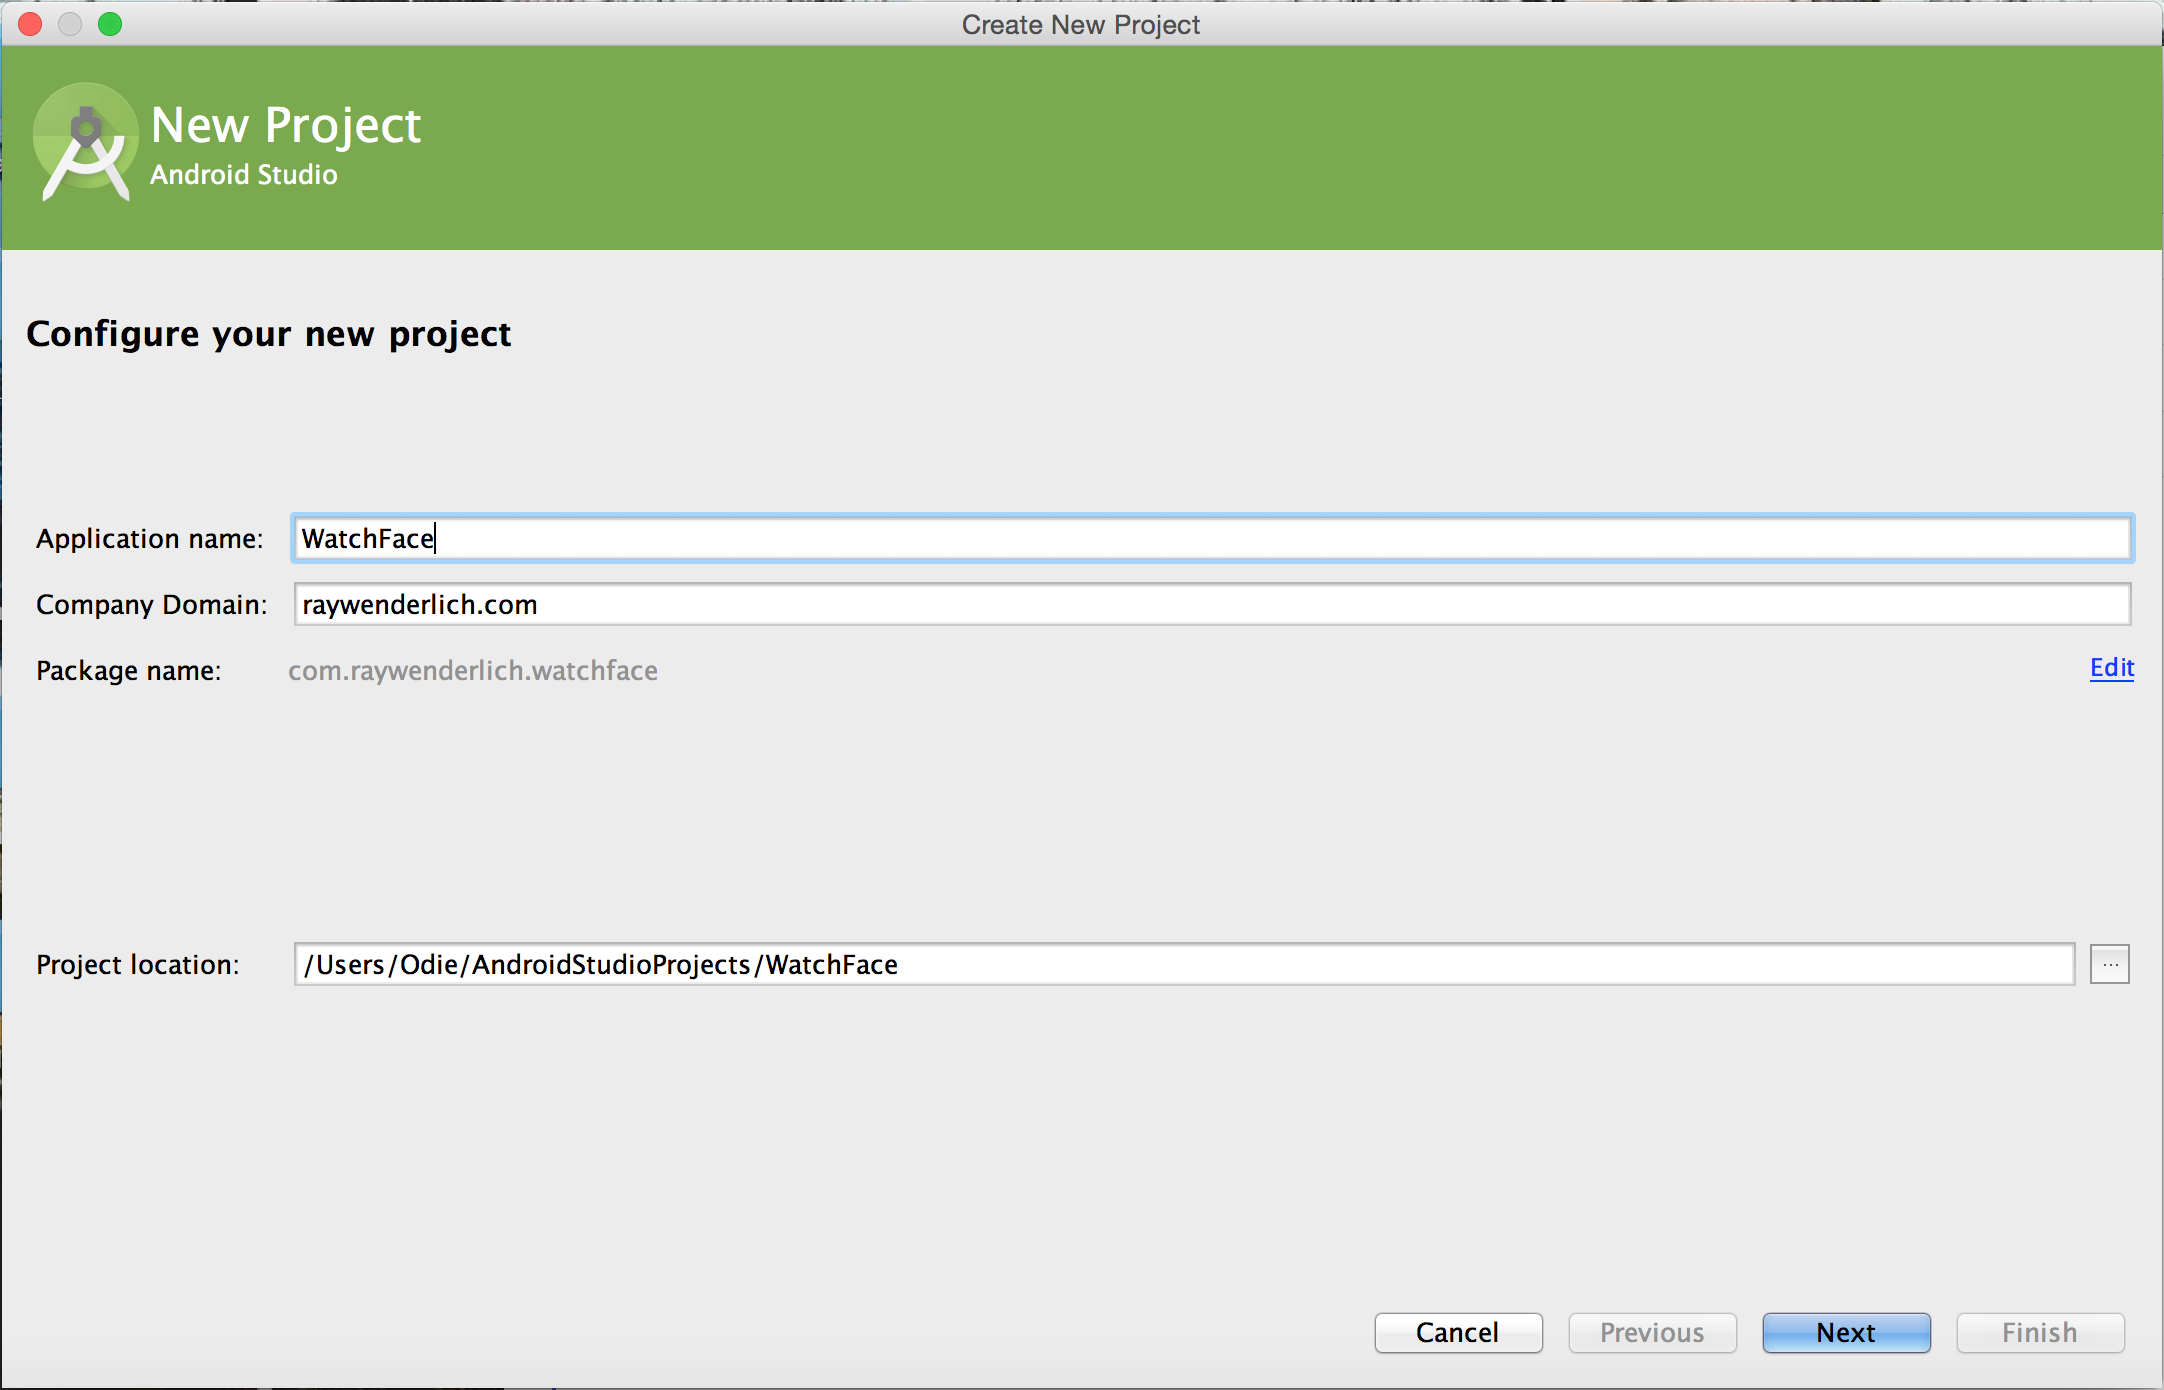 Create New Project
New Project
Android Studio
Configure your new project
Application name: WatchFace
Company Domain: raywenderlich.com
Package name: com.raywenderlich.watchface Edit
Project location: /Users/Odie/AndroidStudioProjects/WatchFace ...
Cancel Previous Next Finish